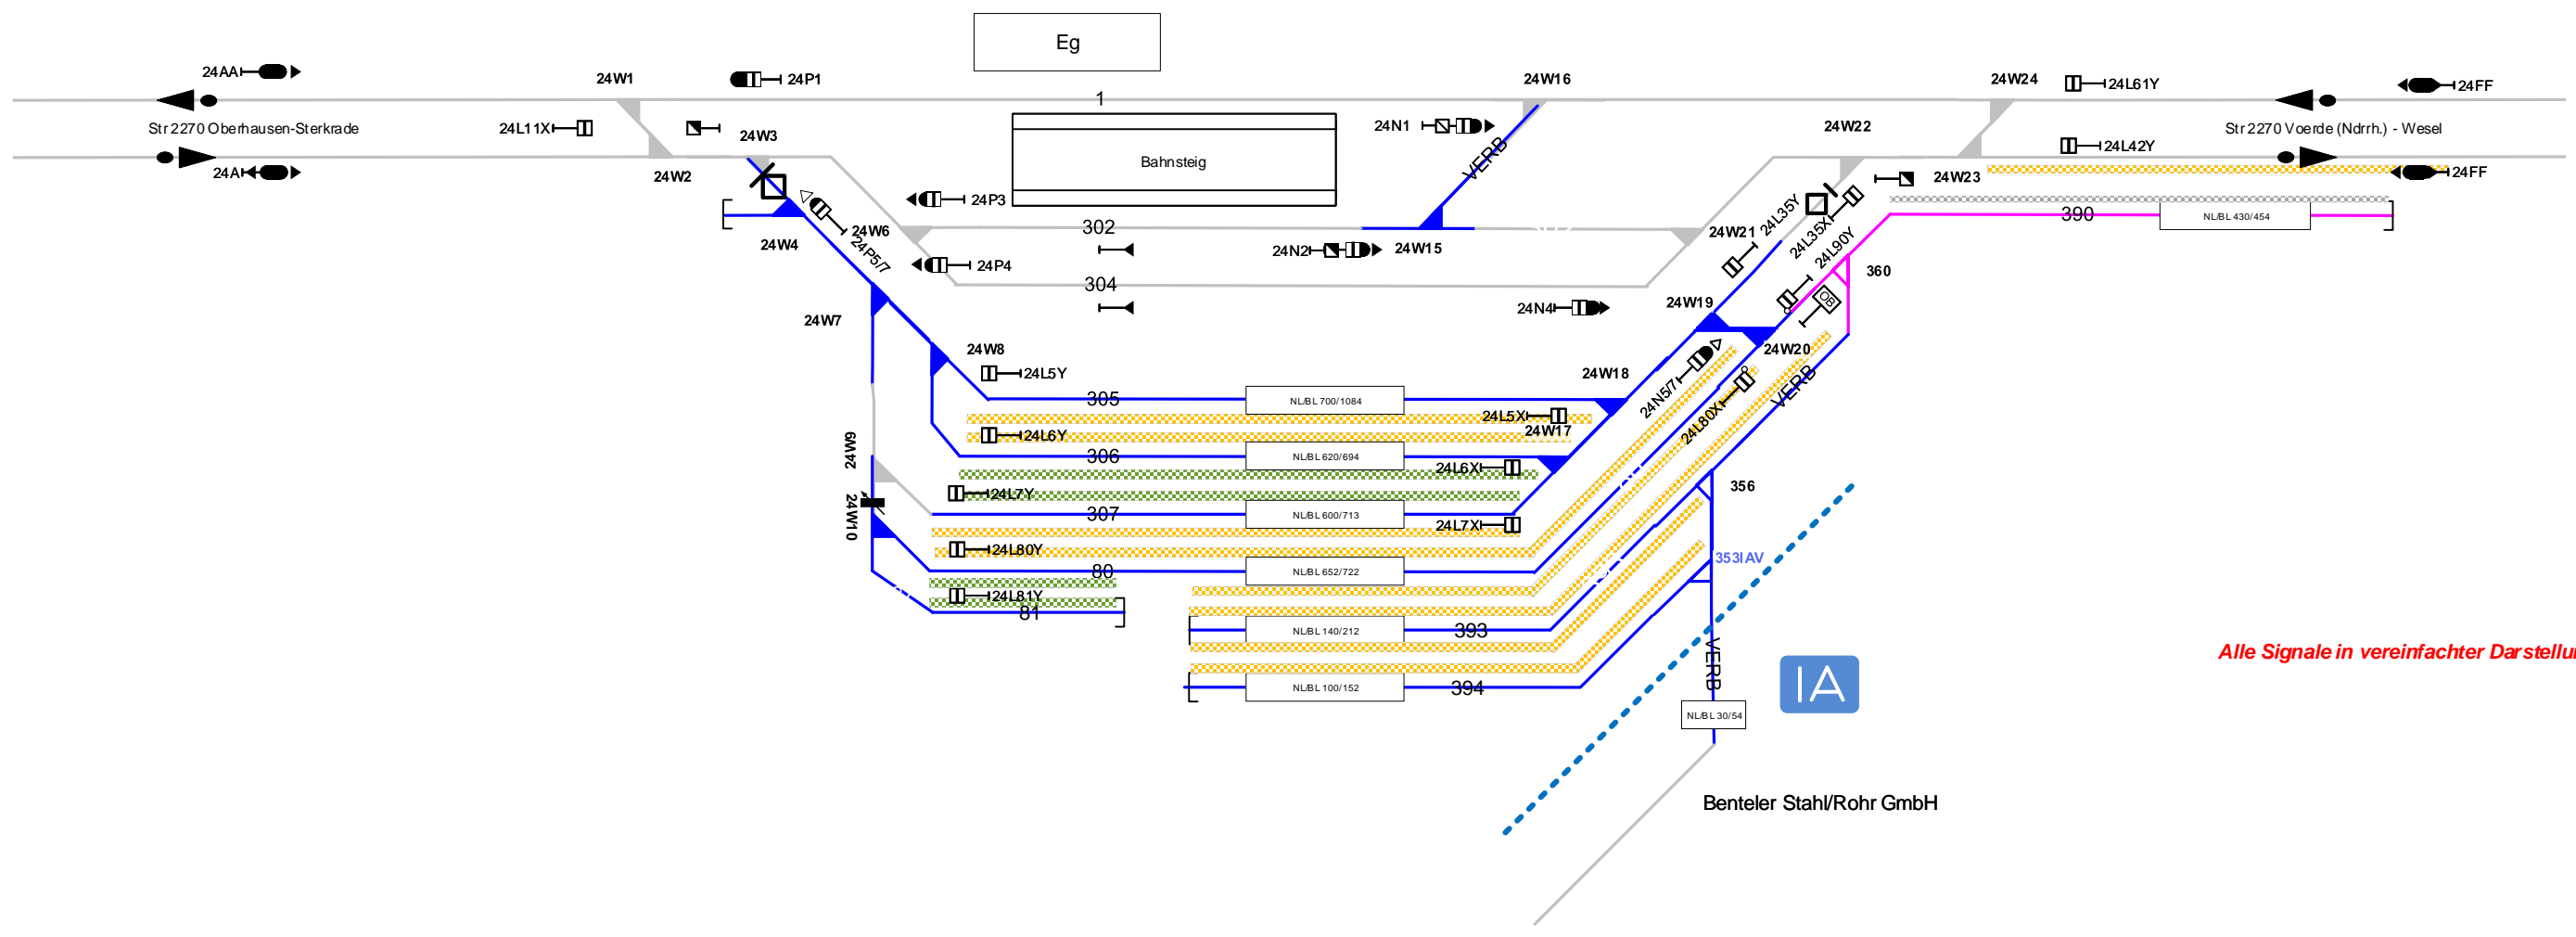 Eg
24AA
24W1
24P1
24W16
24W24
24L61Y
24FF
1
Str 2270 Oberhausen-Sterkrade
24L11X
24W3
24N1
24W22
Str 2270 Voerde (Ndrrh.) - Wesel
24L42Y
VERB
Bahnsteig
24A
24W2
24W23
24FF
24P3
24L35Y
390
NL/BL 430/454
24W4
24W6
24P5/7
302
24N2
24W15
24W21
24L35X
24L90Y
24P4
360
304
OB
24W7
24N4
24W19
24W8
24W20
24L5Y
24W18
24N5/7
VERB
305
NL/BL 700/1084
24L5X
24L80X
24L6Y
24W17
24W9
306
NL/BL 620/694
24L6X
24L7Y
356
24W10
307
NL/BL 600/713
24L7X
24L80Y
353IAV
80
NL/BL 652/722
24L81Y
81
NL/BL 140/212
393
VERB
Alle Signale in vereinfachter Darstellu
IA
NL/BL 100/152
394
NL/BL 30/54
Benteler Stahl/Rohr GmbH